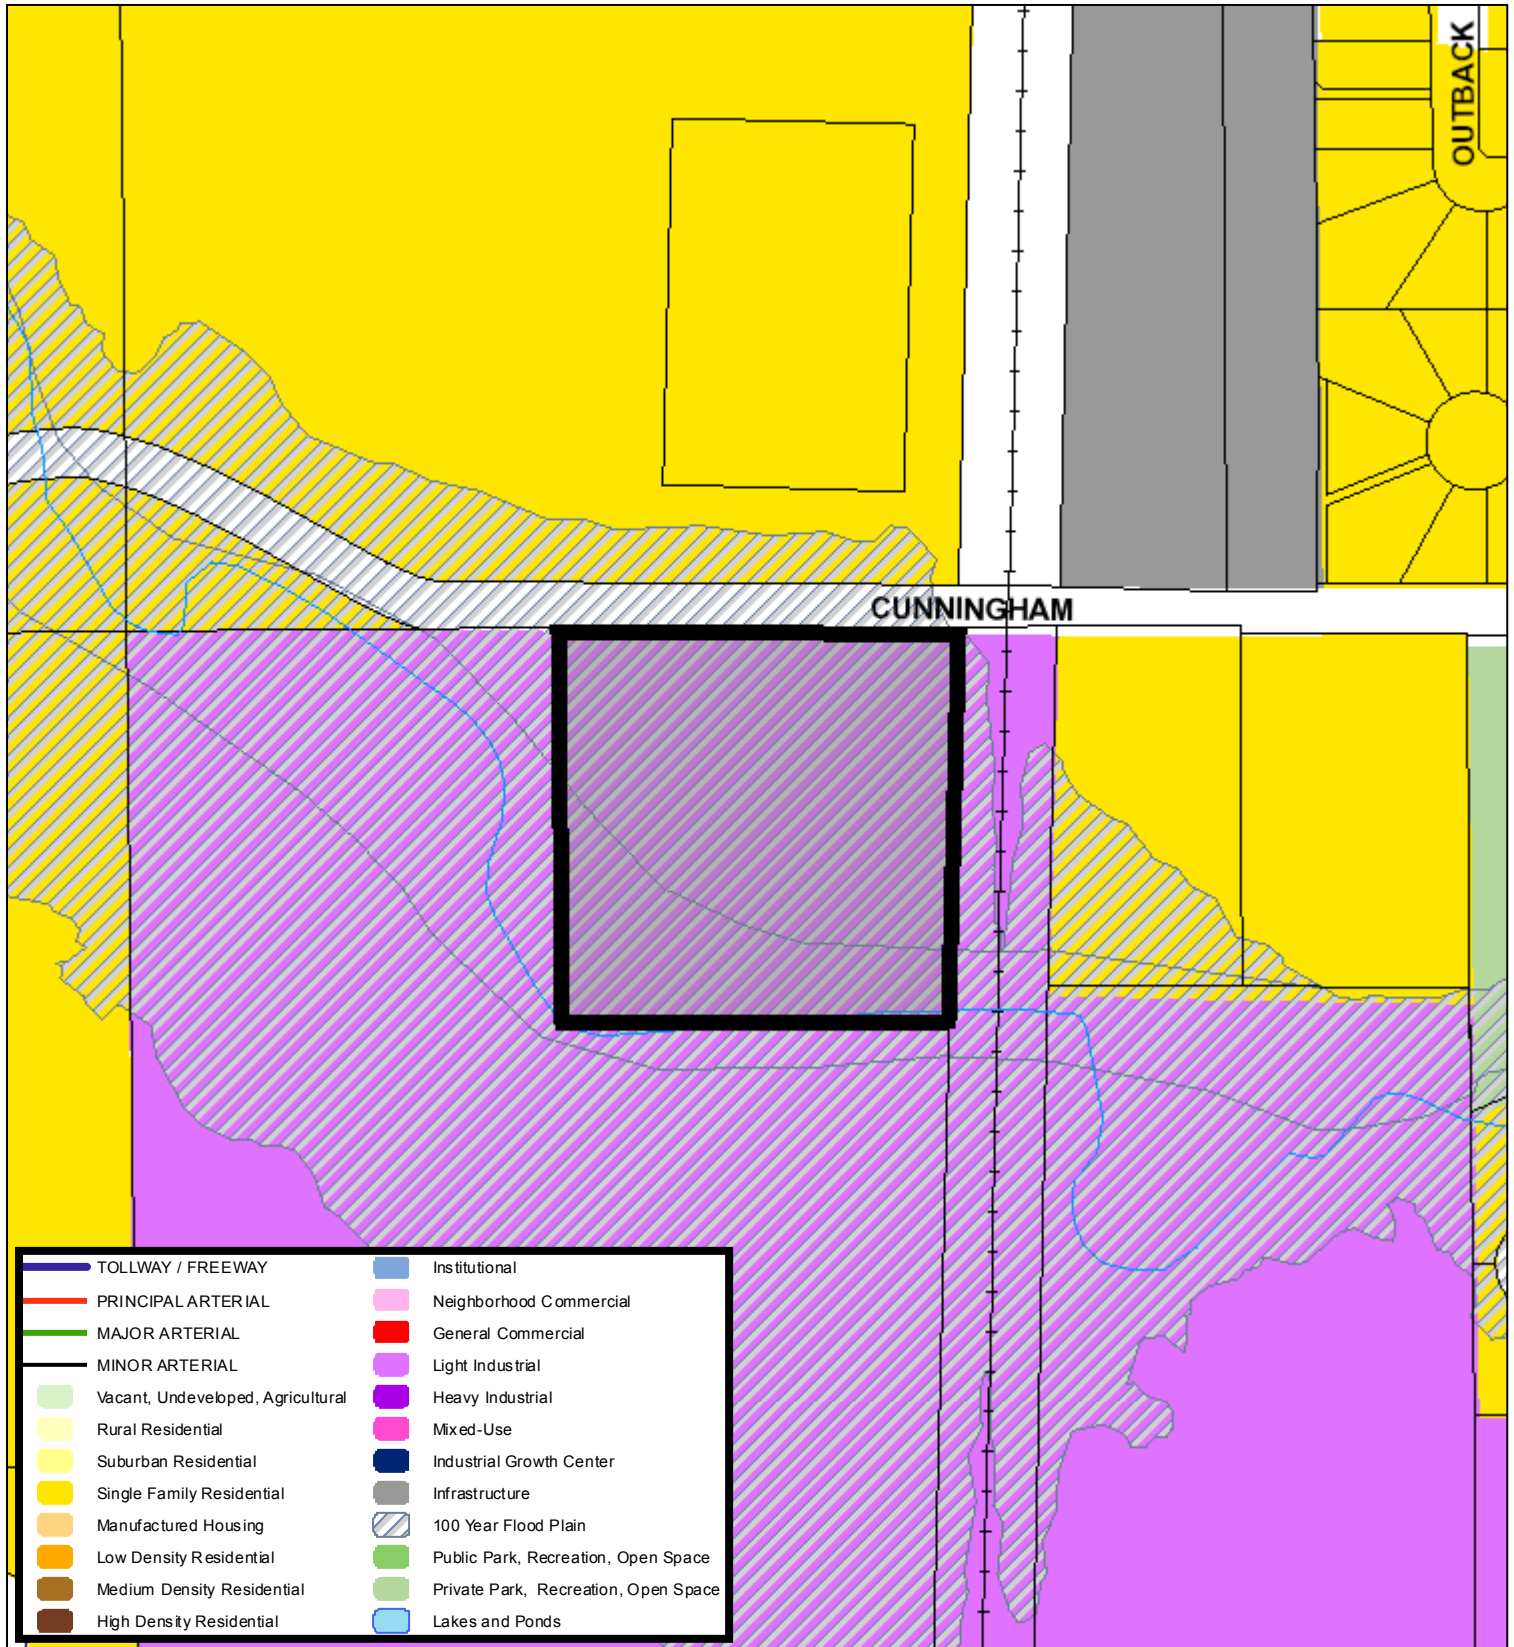 OUTBACK
CUNNINGHAM
TOLLWAY / FREEWAY
PRINCIPAL ARTERIAL
MAJOR ARTERIAL
MINOR ARTERIAL
Vacant, Undeveloped, Agricultural
Rural Residential
Suburban Residential
Single Family Residential
Manufactured Housing
Low Density Residential
Medium Density Residential
High Density Residential
Institutional
Neighborhood Commercial
General Commercial
Light Industrial
Heavy Industrial
Mixed-Use
Industrial Growth Center
Infrastructure
100 Year Flood Plain
Public Park, Recreation, Open Space
Private Park, Recreation, Open Space
Lakes and Ponds